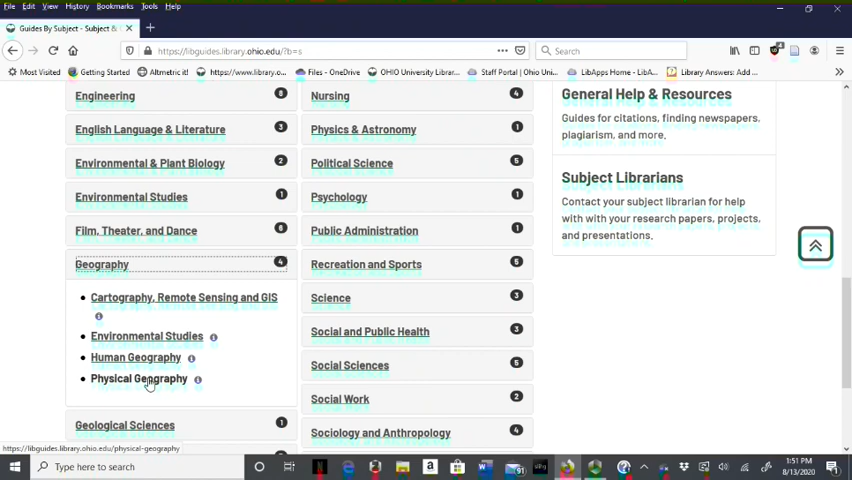 File Edit View History Bookmarks Tools Help
Guides By Subject - Subject &
https://libguides.library.ohio.edu/?b=s
Search
Most Visited Getting Started Altmetric it! https://www.library.o... Files - OneDrive OHIO University Library... Staff Portal | Ohio Uni... LibApps Home - LibA... Library Answers: Add ...
Engineering 8
English Language & Literature 3
Environmental & Plant Biology 2
Environmental Studies 1
Film, Theater, and Dance 6
Geography 4
Cartography, Remote Sensing and GIS
Environmental Studies
Human Geography
Physical Geography
Geological Sciences 1
Nursing 4
Physics & Astronomy 1
Political Science 5
Psychology 1
Public Administration 1
Recreation and Sports 5
Science 3
Social and Public Health 3
Social Sciences 5
Social Work 2
Sociology and Anthropology 4
General Help & Resources
Guides for citations, finding newspapers,
plagiarism, and more.
Subject Librarians
Contact your subject librarian for help
with with your research papers, projects,
and presentations.
https://libguides.library.ohio.edu/physical-geography
Type here to search
91
1:51 PM
8/13/2020